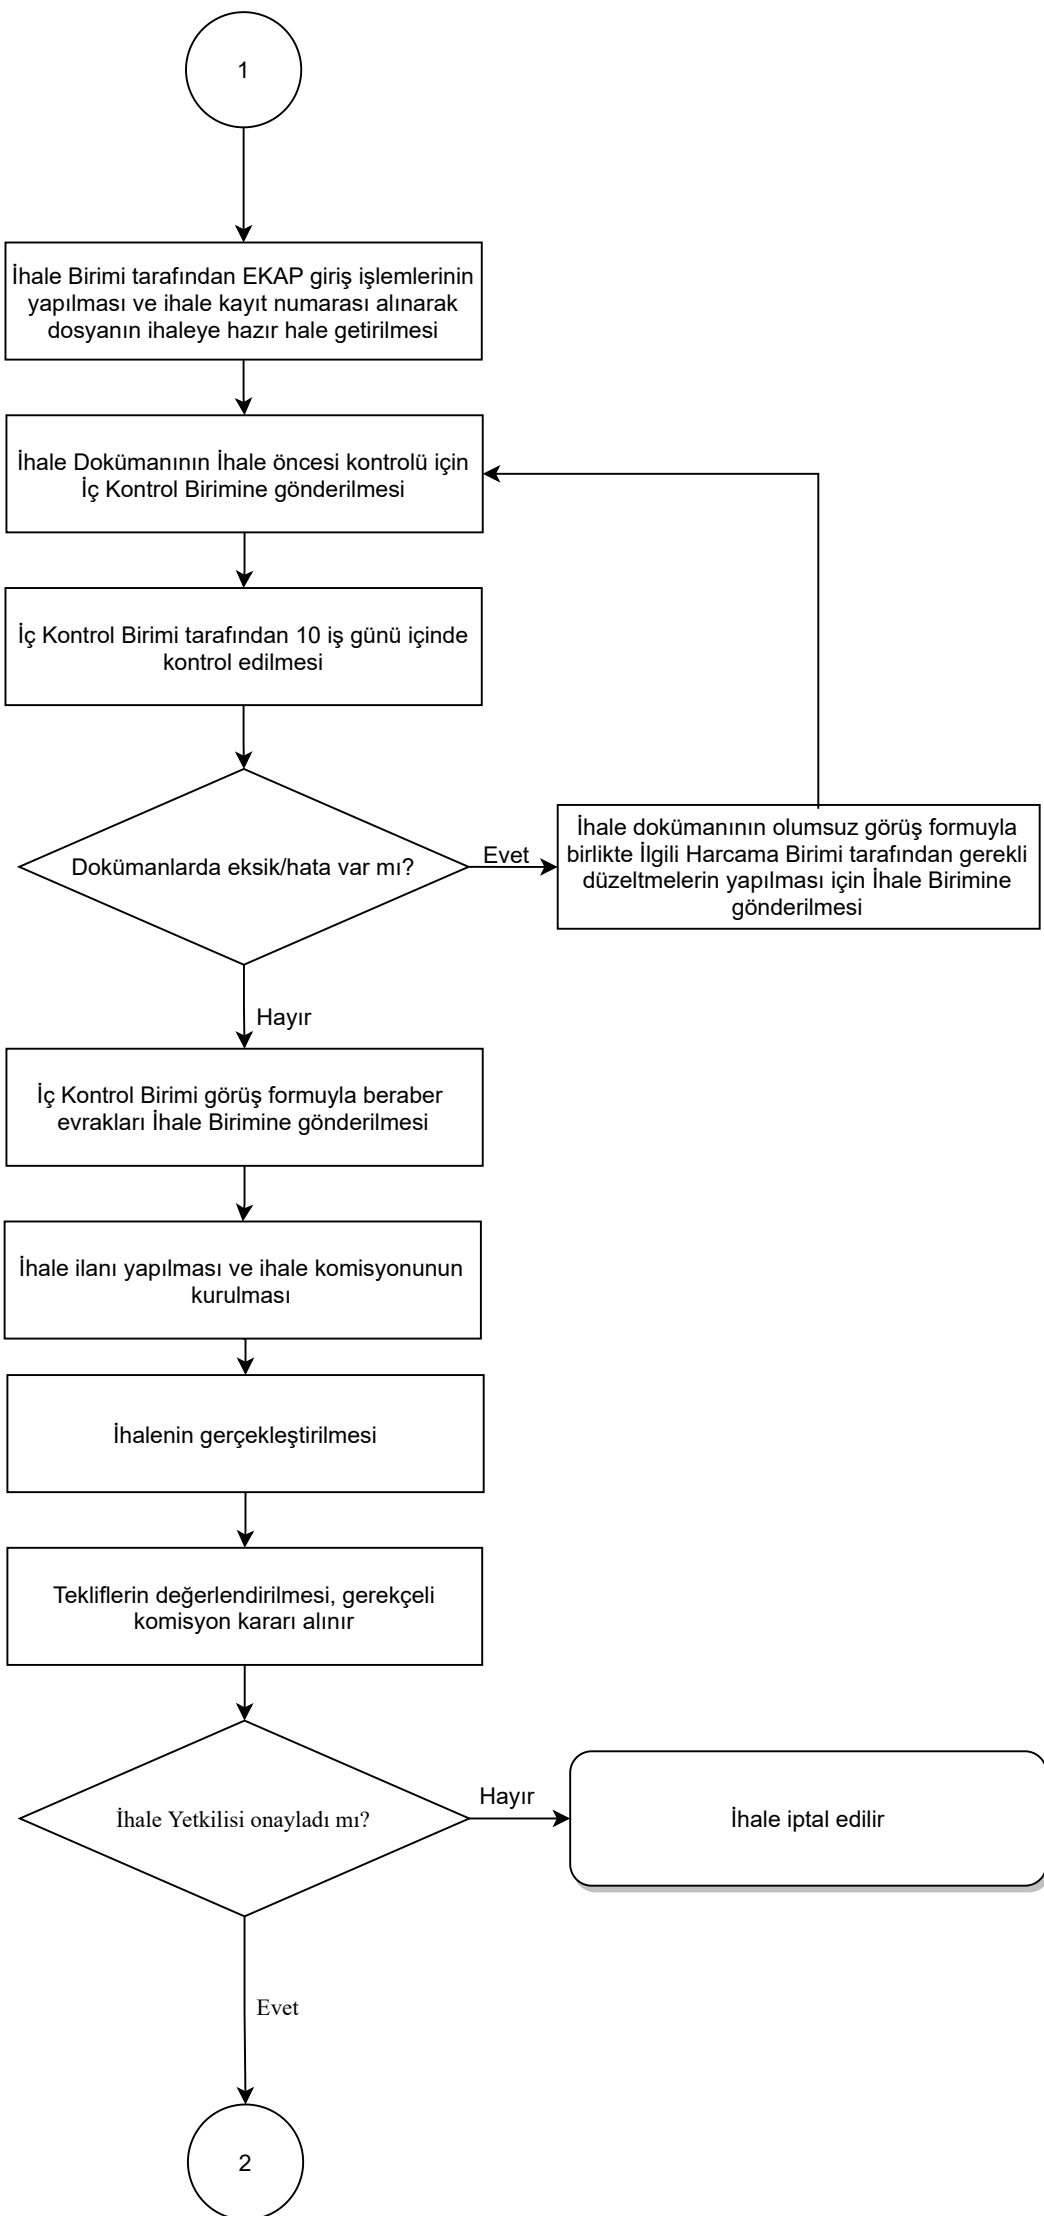 1
İhale Birimi tarafından EKAP giriş işlemlerinin
yapılması ve ihale kayıt numarası alınarak
dosyanın ihaleye hazır hale getirilmesi
İhale Dokümanının İhale öncesi kontrolü için
İç Kontrol Birimine gönderilmesi
İç Kontrol Birimi tarafından 10 iş günü içinde
kontrol edilmesi
Dokümanlarda eksik/hata var mı?
Evet
İhale dokümanının olumsuz görüş formuyla
birlikte İlgili Harcama Birimi tarafından gerekli
düzeltmelerin yapılması için İhale Birimine
gönderilmesi
Hayır
İç Kontrol Birimi görüş formuyla beraber
evrakları İhale Birimine gönderilmesi
İhale ilanı yapılması ve ihale komisyonunun
kurulması
İhalenin gerçekleştirilmesi
Tekliflerin değerlendirilmesi, gerekçeli
komisyon kararı alınır
İhale Yetkilisi onayladı mı?
Hayır
İhale iptal edilir
Evet
2